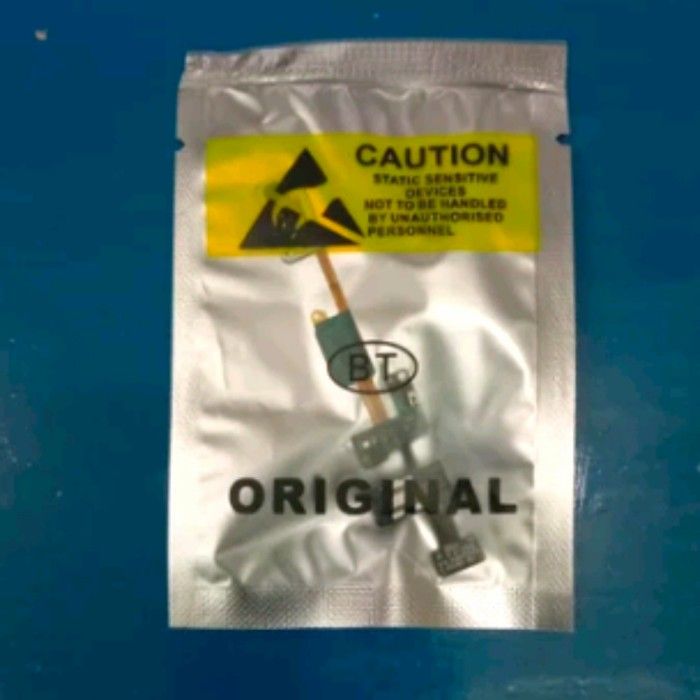 CAUTION
STATIC SENSITIVE
DEVICES
NOT TO BE HANDLED
BY UNAUTHORISED
PERSONNEL
BT
ORIGINAL